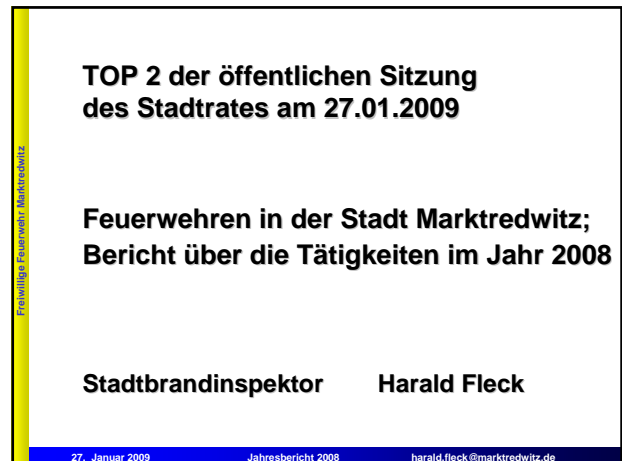 TOP 2 der öffentlichen Sitzung
des Stadtrates am 27.01.2009
Freiwillige Feuerwehr Marktredwitz
Feuerwehren in der Stadt Marktredwitz;
Bericht über die Tätigkeiten im Jahr 2008
Stadtbrandinspektor Harald Fleck
27. Januar 2009 Jahresbericht 2008 harald.fleck@marktredwitz.de